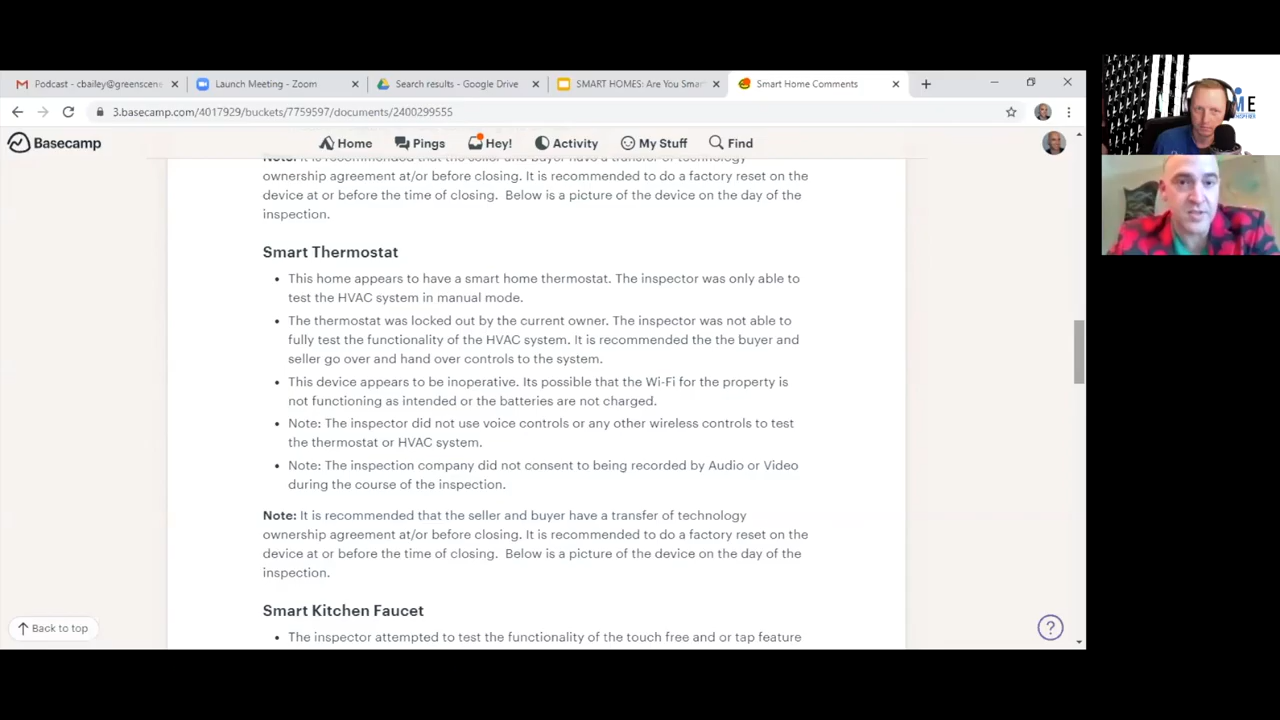 Podcast - cbailey@greenscene
Launch Meeting - Zoom
Search results - Google Drive
SMART HOMES: Are You Smar
Smart Home Comments
3.basecamp.com/4017929/buckets/7759597/documents/2400299555
Basecamp
Home
Pings
Hey!
Activity
My Stuff
Find
Note: It is recommended that the seller and buyer have a transfer of technology
ownership agreement at/or before closing. It is recommended to do a factory reset on the
device at or before the time of closing. Below is a picture of the device on the day of the
inspection.
Smart Thermostat
• This home appears to have a smart home thermostat. The inspector was only able to
test the HVAC system in manual mode.
• The thermostat was locked out by the current owner. The inspector was not able to
fully test the functionality of the HVAC system. It is recommended the the buyer and
seller go over and hand over controls to the system.
• This device appears to be inoperative. Its possible that the Wi-Fi for the property is
not functioning as intended or the batteries are not charged.
• Note: The inspector did not use voice controls or any other wireless controls to test
the thermostat or HVAC system.
• Note: The inspection company did not consent to being recorded by Audio or Video
during the course of the inspection.
Note: It is recommended that the seller and buyer have a transfer of technology
ownership agreement at/or before closing. It is recommended to do a factory reset on the
device at or before the time of closing. Below is a picture of the device on the day of the
inspection.
Smart Kitchen Faucet
• The inspector attempted to test the functionality of the touch free and or tap feature
Back to top
?